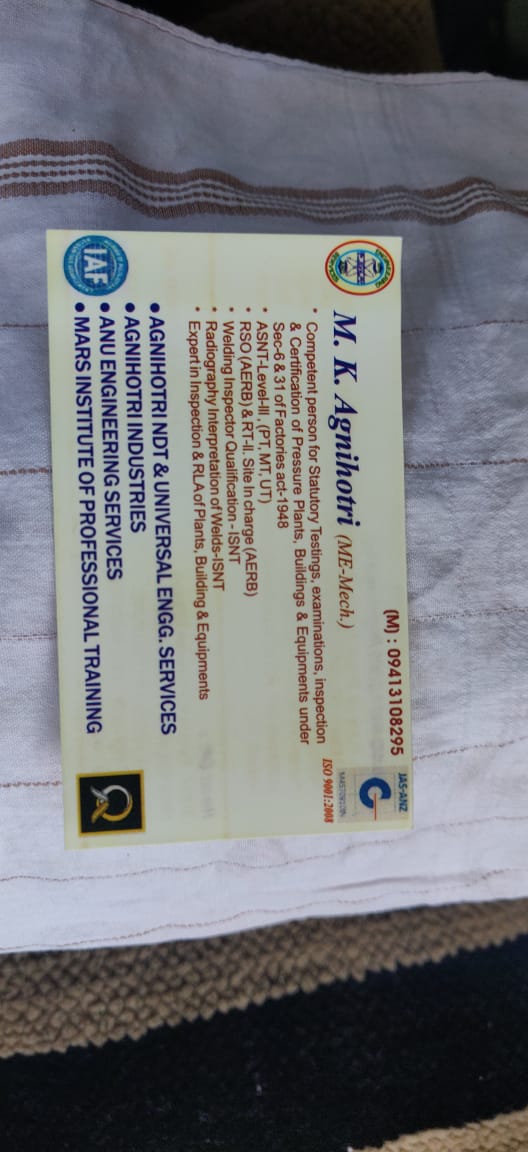 (M) : 09413108295
JAS-ANZ
M. K. Agnihotri (ME-Mech.)
ISO 9001:2008
• Competent person for Statutory Testings, examinations, inspection
& Certification of Pressure Plants, Buildings & Equipments under
Sec-6 & 31 of Factories act-1948
• ASNT-Level-III , (PT, MT, UT)
• RSO (AERB) & RT-II. Site In charge (AERB)
• Welding Inspector Qualification - ISNT
• Radiography Interpretation of Welds-ISNT
• Expert in Inspection & RLA of Plants, Building & Equipments
• AGNIHOTRI NDT & UNIVERSAL ENGG. SERVICES
• AGNIHOTRI INDUSTRIES
• ANU ENGINEERING SERVICES
• MARS INSTITUTE OF PROFESSIONAL TRAINING
IAF